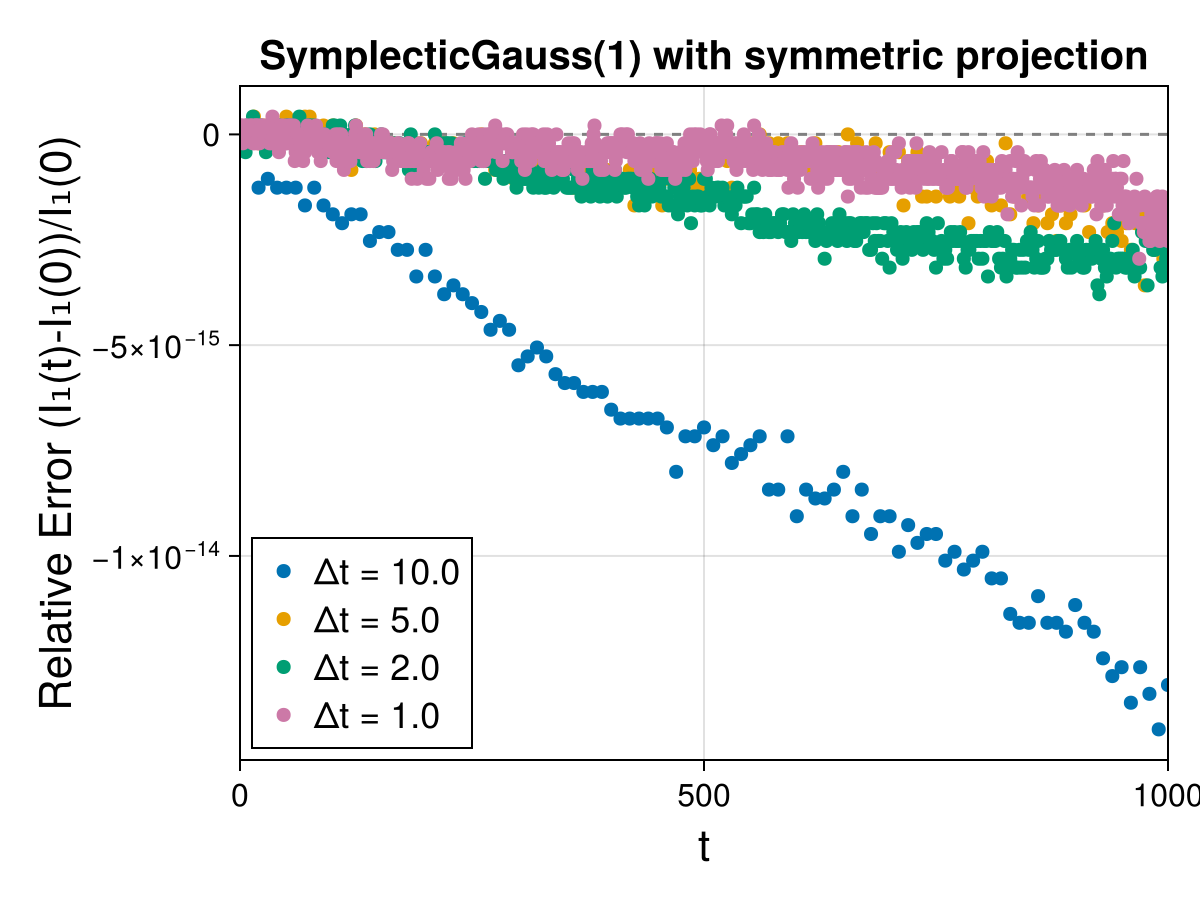 SymplecticGauss(1) with symmetric projection
Relative Error (I₁(t)-I₁(0))/I₁(0)
0
−5×10⁻¹⁵
−1×10⁻¹⁴
Δt = 10.0
Δt = 5.0
Δt = 2.0
Δt = 1.0
0 500 1000
t